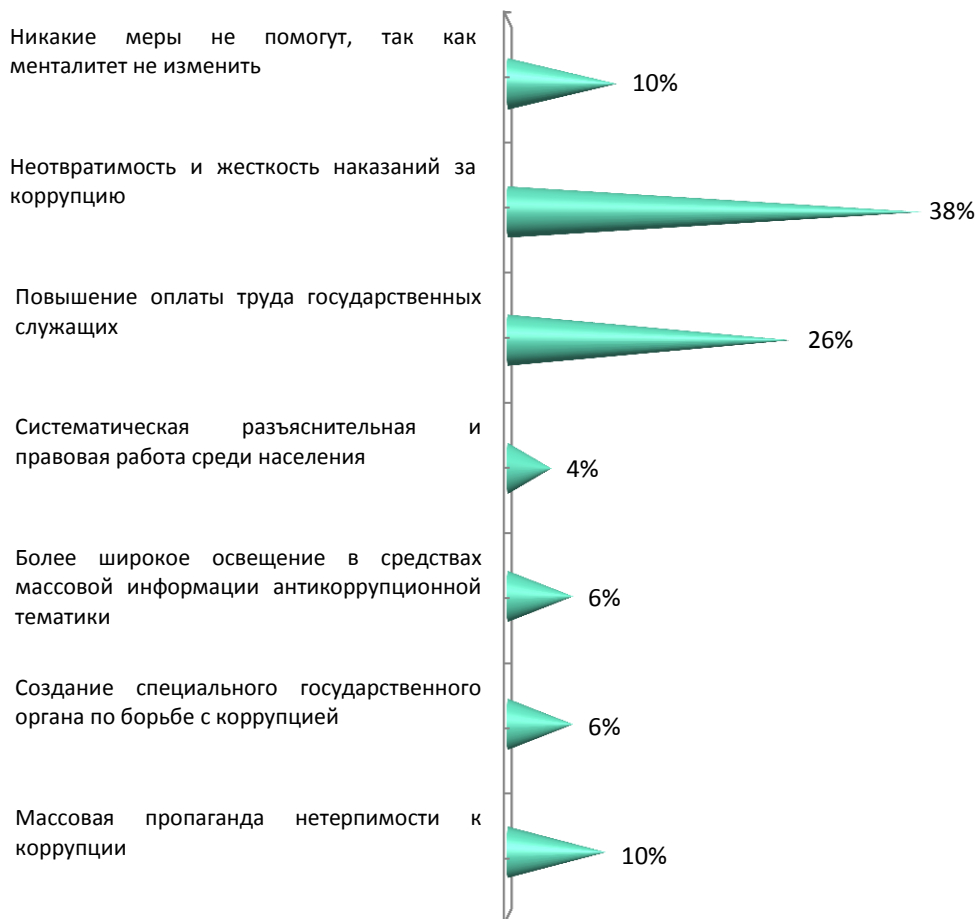 Никакие меры не помогут, так как
менталитет не изменить
10%
Неотвратимость и жесткость наказаний за
коррупцию
38%
Повышение оплаты труда государственных
служащих
26%
Систематическая разъяснительная и
правовая работа среди населения
4%
Более широкое освещение в средствах
массовой информации антикоррупционной
тематики
6%
Создание специального государственного
органа по борьбе с коррупцией
6%
Массовая пропаганда нетерпимости к
коррупции
10%